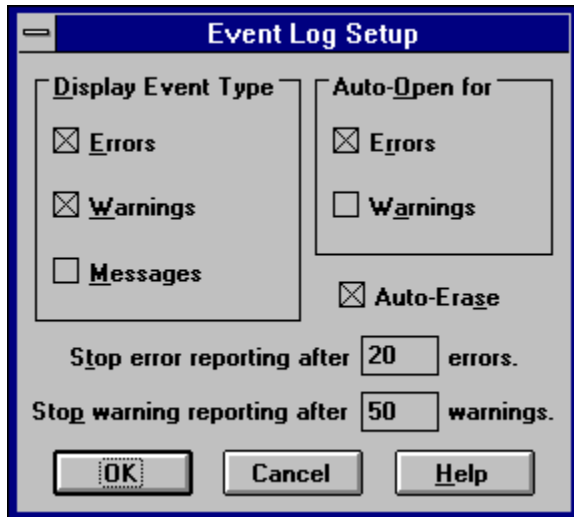 Event Log Setup
Display Event Type
Errors
Warnings
Messages
Auto-Open for
Errors
Warnings
Auto-Erase
Stop error reporting after 20 errors.
Stop warning reporting after 50 warnings.
OK Cancel Help